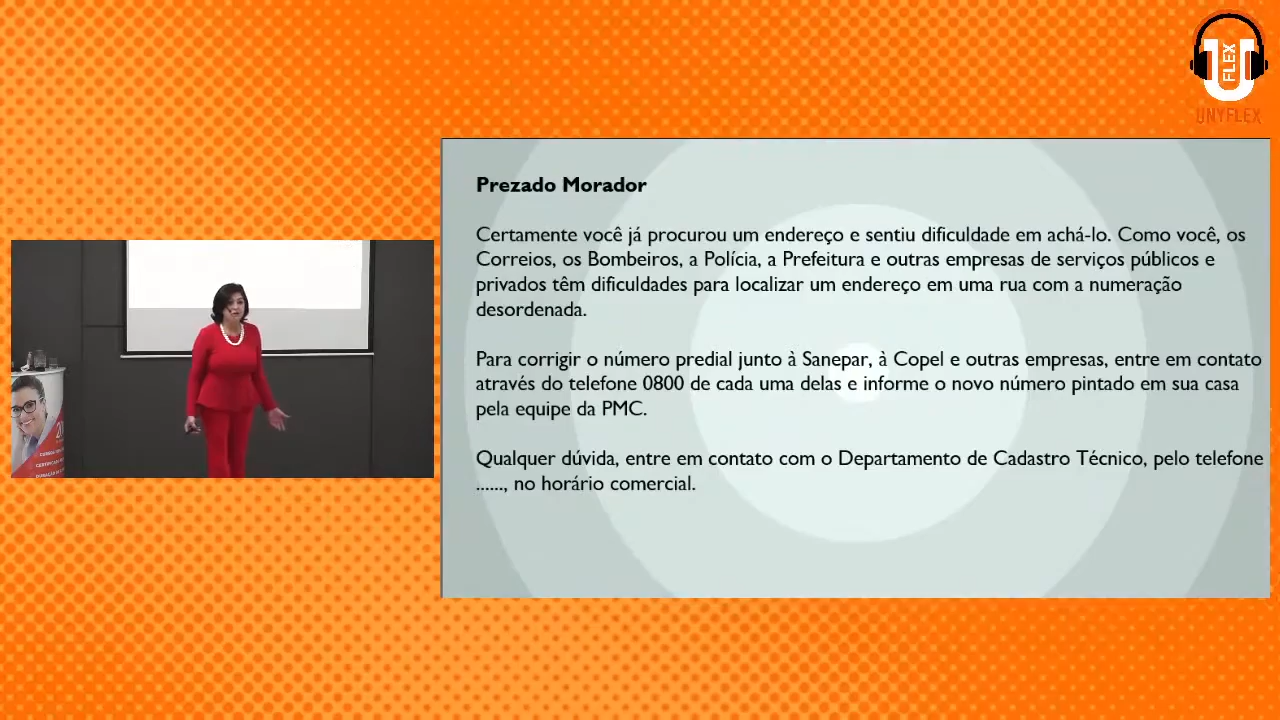 FLEX
U
UNYFLEX
Prezado Morador
Certamente você já procurou um endereço e sentiu dificuldade em achá-lo. Como você, os
Correios, os Bombeiros, a Polícia, a Prefeitura e outras empresas de serviços públicos e
privados têm dificuldades para localizar um endereço em uma rua com a numeração
desordenada.
Para corrigir o número predial junto à Sanepar, à Copel e outras empresas, entre em contato
através do telefone 0800 de cada uma delas e informe o novo número pintado em sua casa
pela equipe da PMC.
Qualquer dúvida, entre em contato com o Departamento de Cadastro Técnico, pelo telefone
......, no horário comercial.